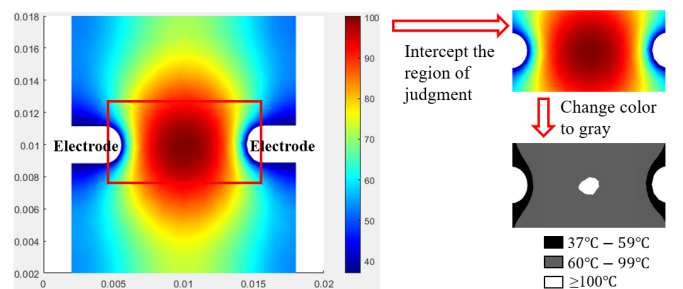 0.018
0.016
0.014
0.012
0.01
0.008
0.006
0.004
0.002
0
0.005
0.01
0.015
0.02
Electrode
Electrode
100
90
80
70
60
50
40
Intercept the
region of
judgment
Change color
to gray
37℃ − 59℃
60℃ − 99℃
≥100℃